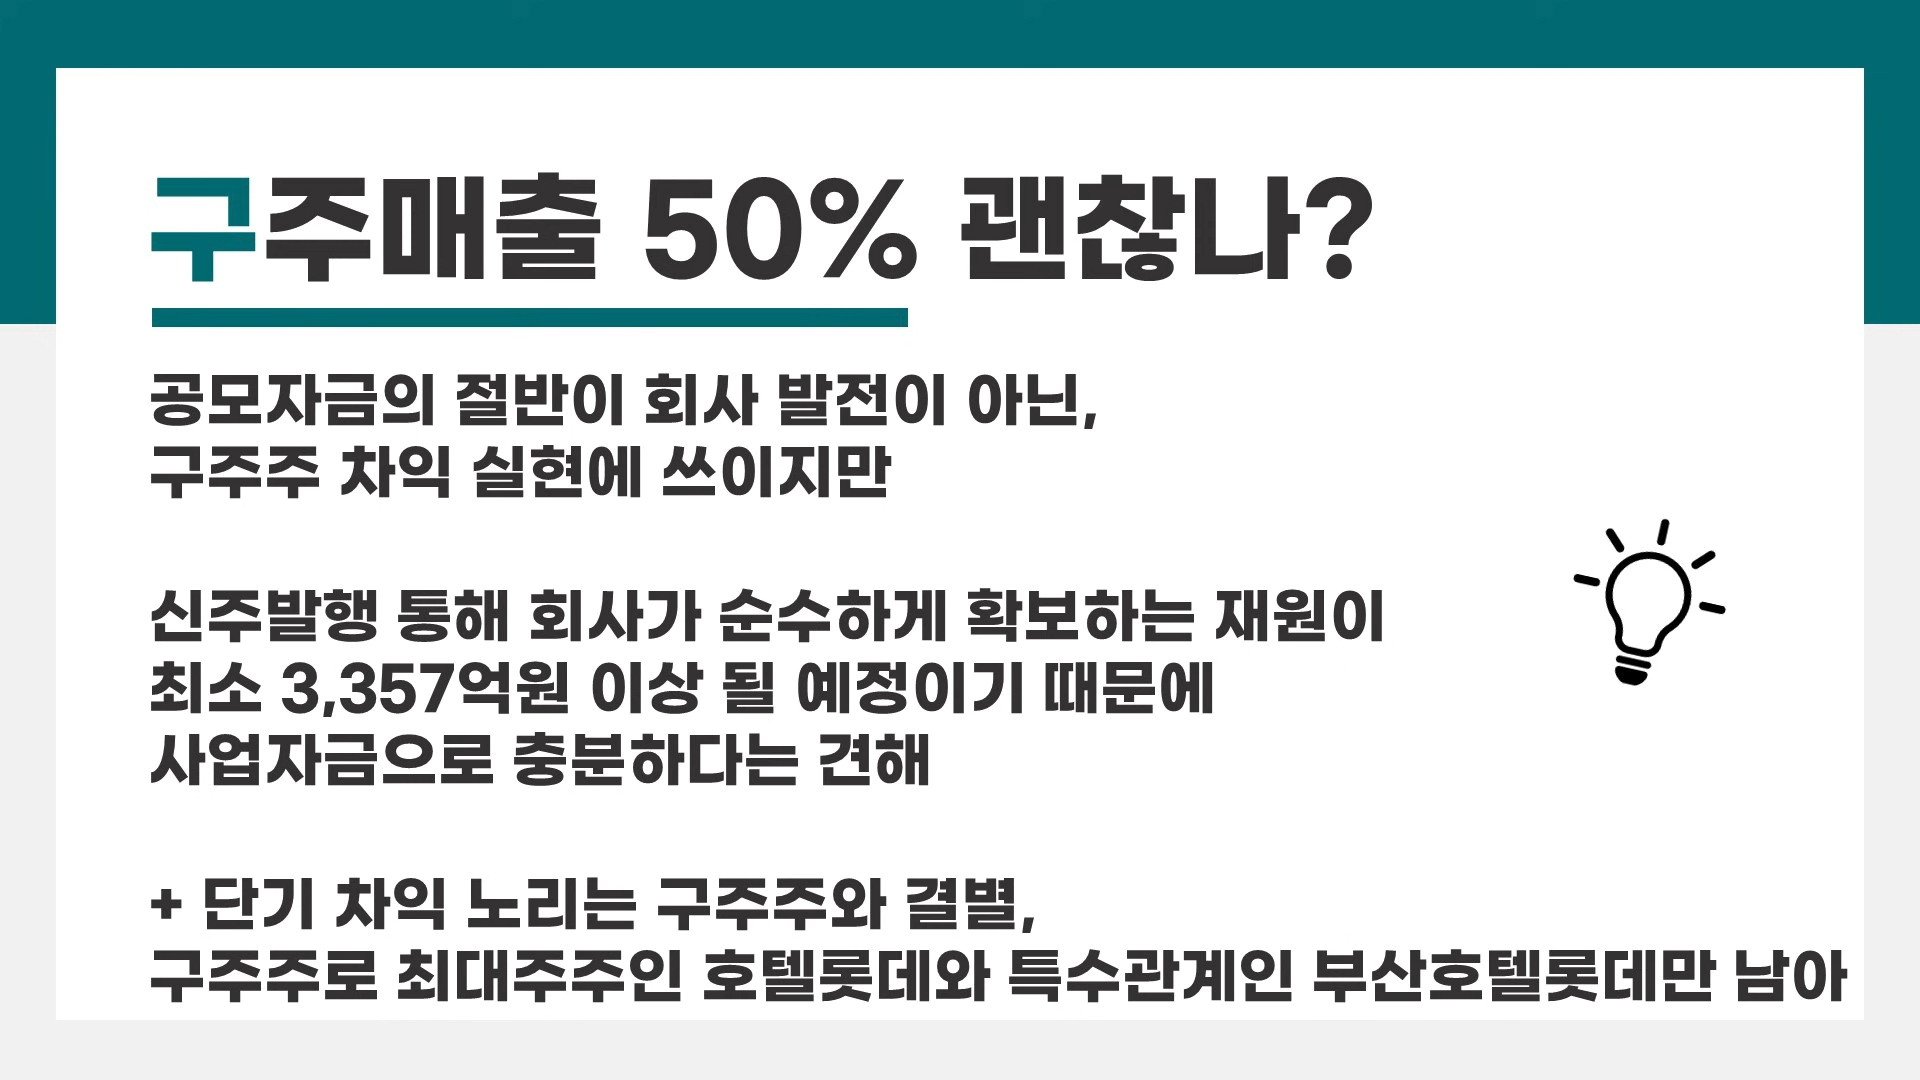 구주매출 50% 괜찮나?
공모자금의 절반이 회사 발전이 아닌,
구주주 차익 실현에 쓰이지만
신주발행 통해 회사가 순수하게 확보하는 재원이
최소 3,357억원 이상 될 예정이기 때문에
사업자금으로 충분하다는 견해
+ 단기 차익 노리는 구주주와 결별,
구주주로 최대주주인 호텔롯데와 특수관계인 부산호텔롯데만 남아